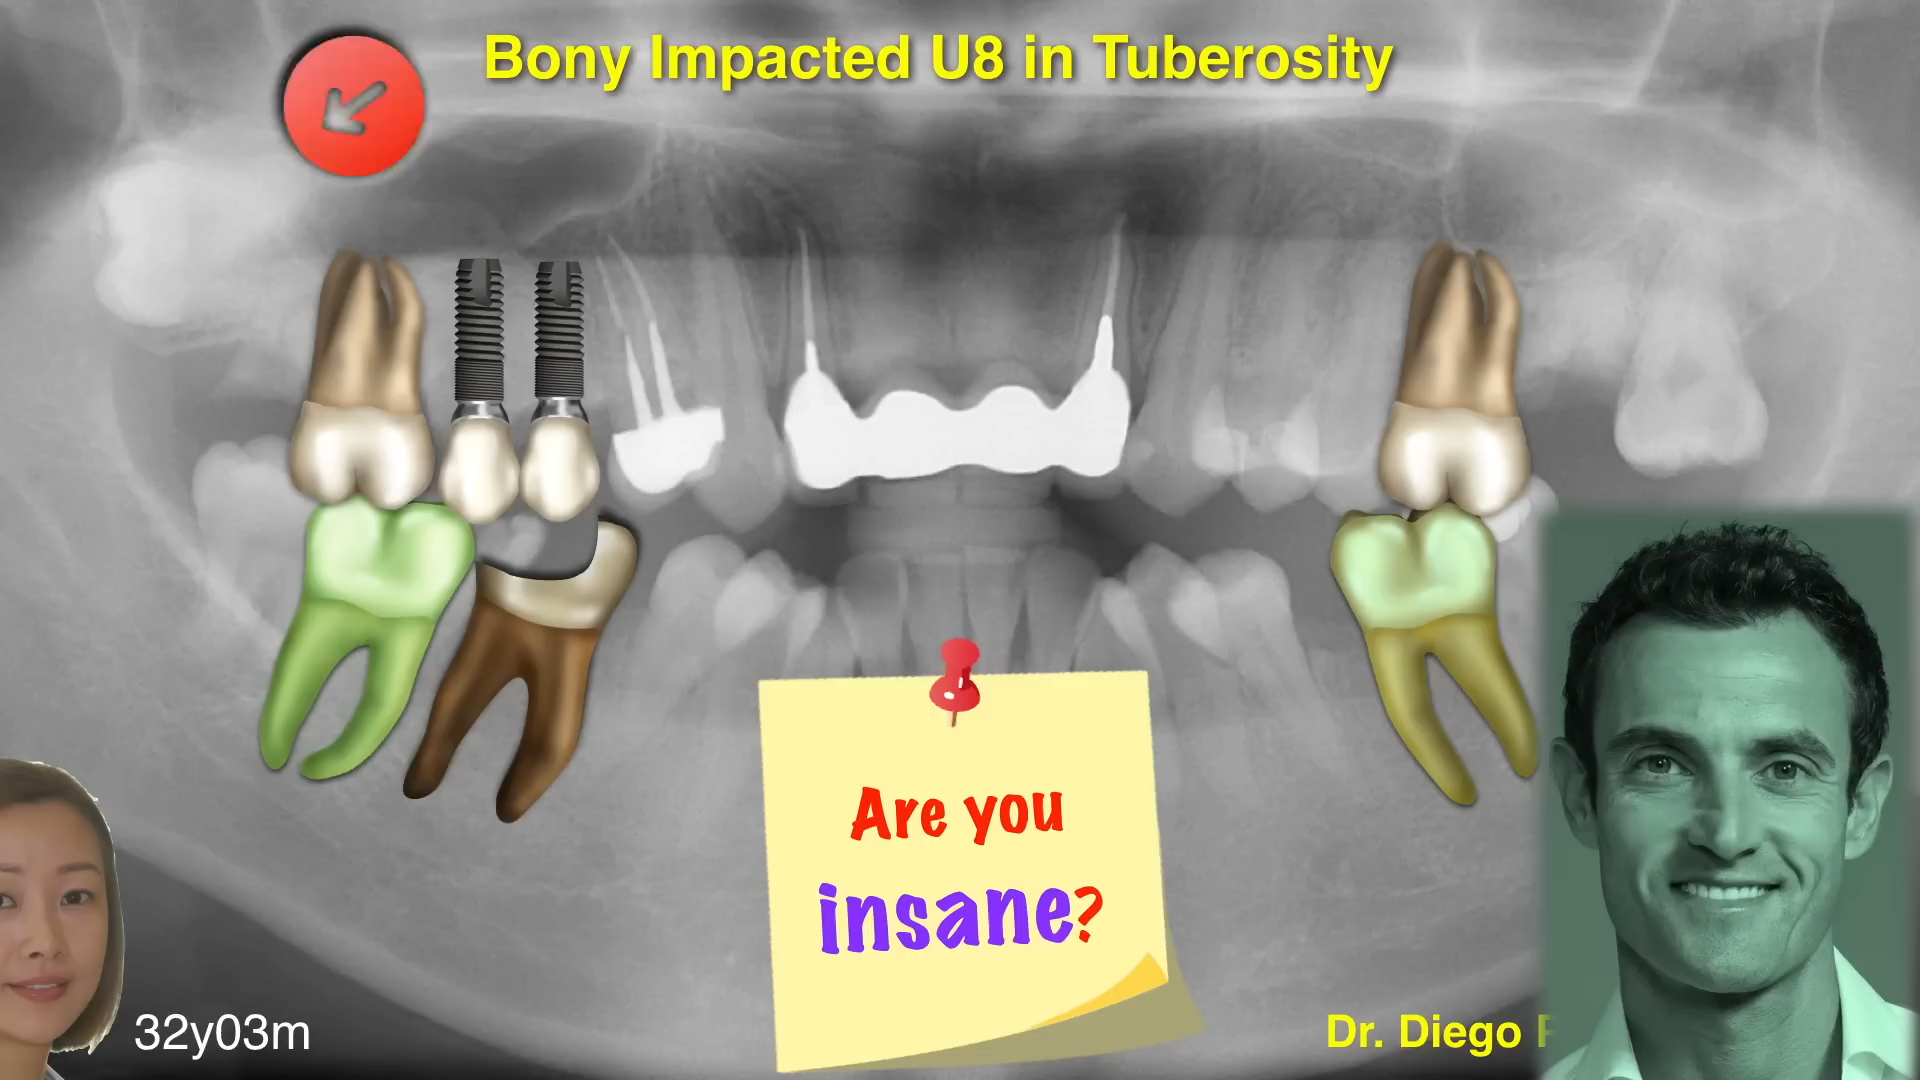 Bony Impacted U8 in Tuberosity
Are you
insane?
32y03m
Dr. Diego